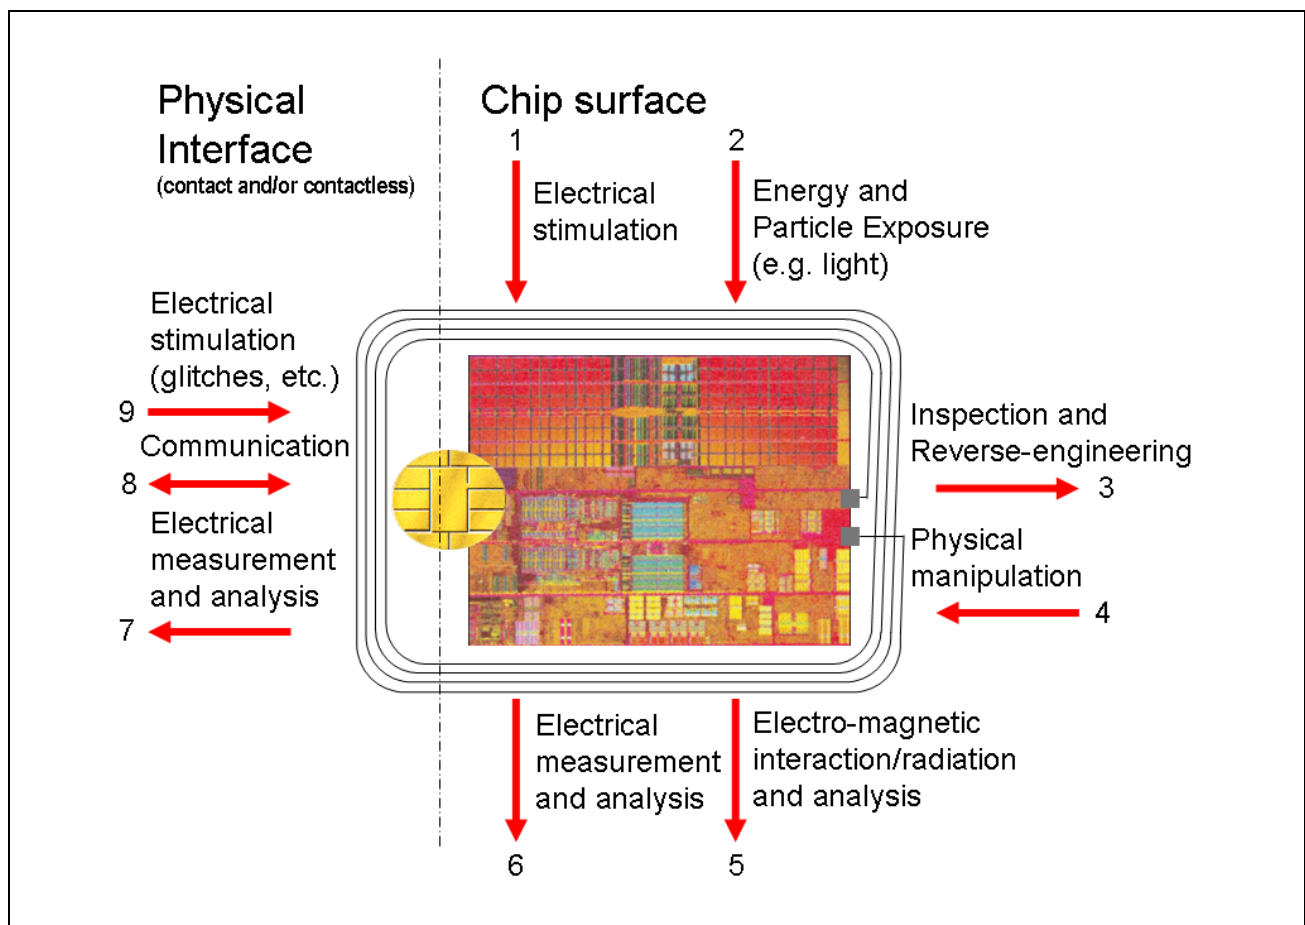 Physical
Interface
(contact and/or contactless)
Chip surface
1
2
Electrical
stimulation
Energy and
Particle Exposure
(e.g. light)
Electrical
stimulation
(glitches, etc.)
9
Communication
8
Electrical
measurement
and analysis
7
Inspection and
Reverse-engineering
3
Physical
manipulation
4
Electrical
measurement
and analysis
6
Electro-magnetic
interaction/radiation
and analysis
5